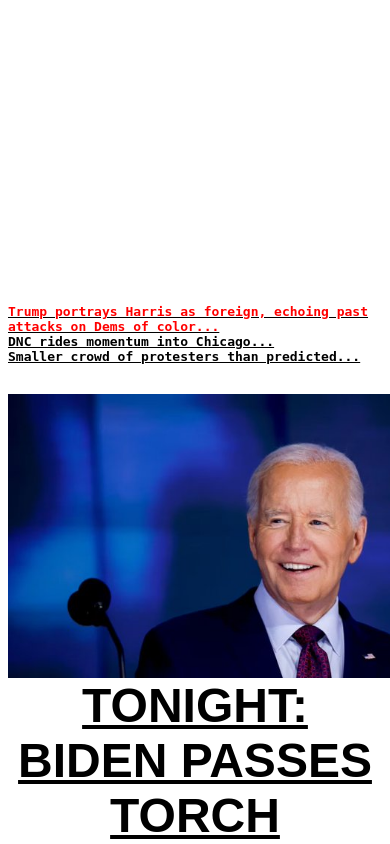 Trump portrays Harris as foreign, echoing past
attacks on Dems of color...
DNC rides momentum into Chicago...
Smaller crowd of protesters than predicted...
TONIGHT:
BIDEN PASSES
TORCH